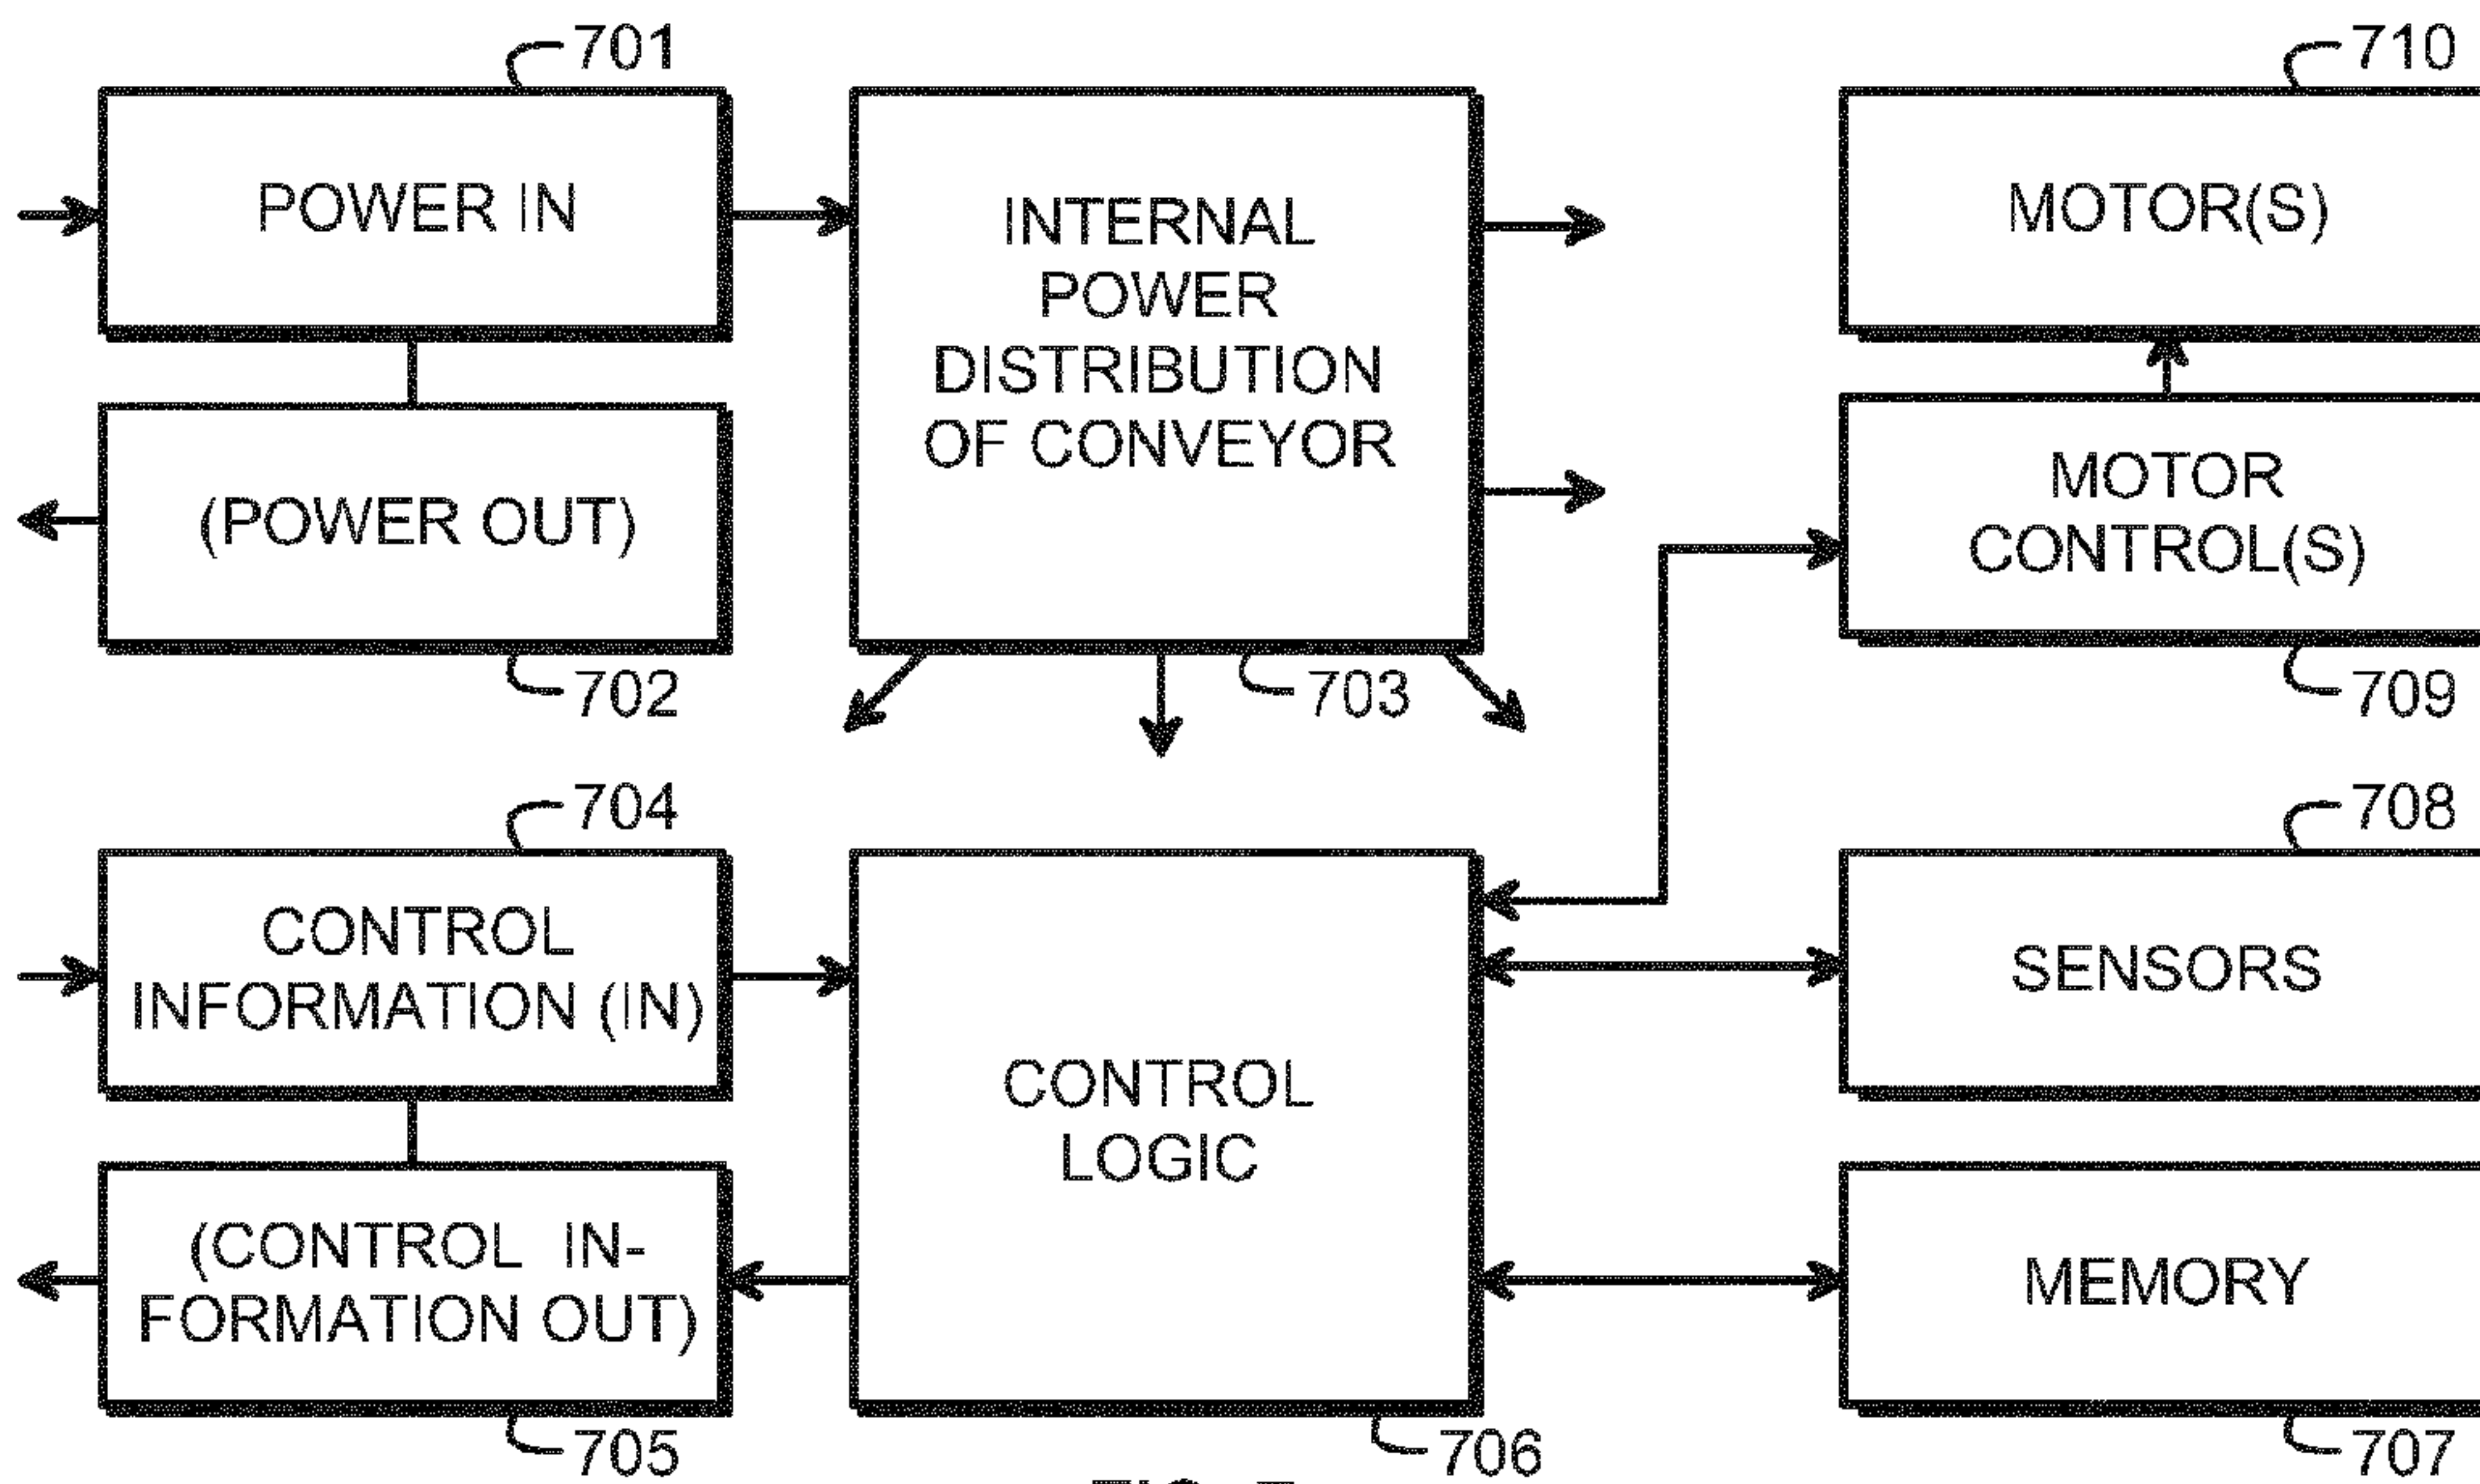 701
710
POWER IN
INTERNAL
POWER
DISTRIBUTION
OF CONVEYOR
MOTOR(S)
(POWER OUT)
MOTOR
CONTROL(S)
702
703
709
704
708
CONTROL
INFORMATION (IN)
CONTROL
LOGIC
SENSORS
(CONTROL IN-
FORMATION OUT)
MEMORY
705
706
707